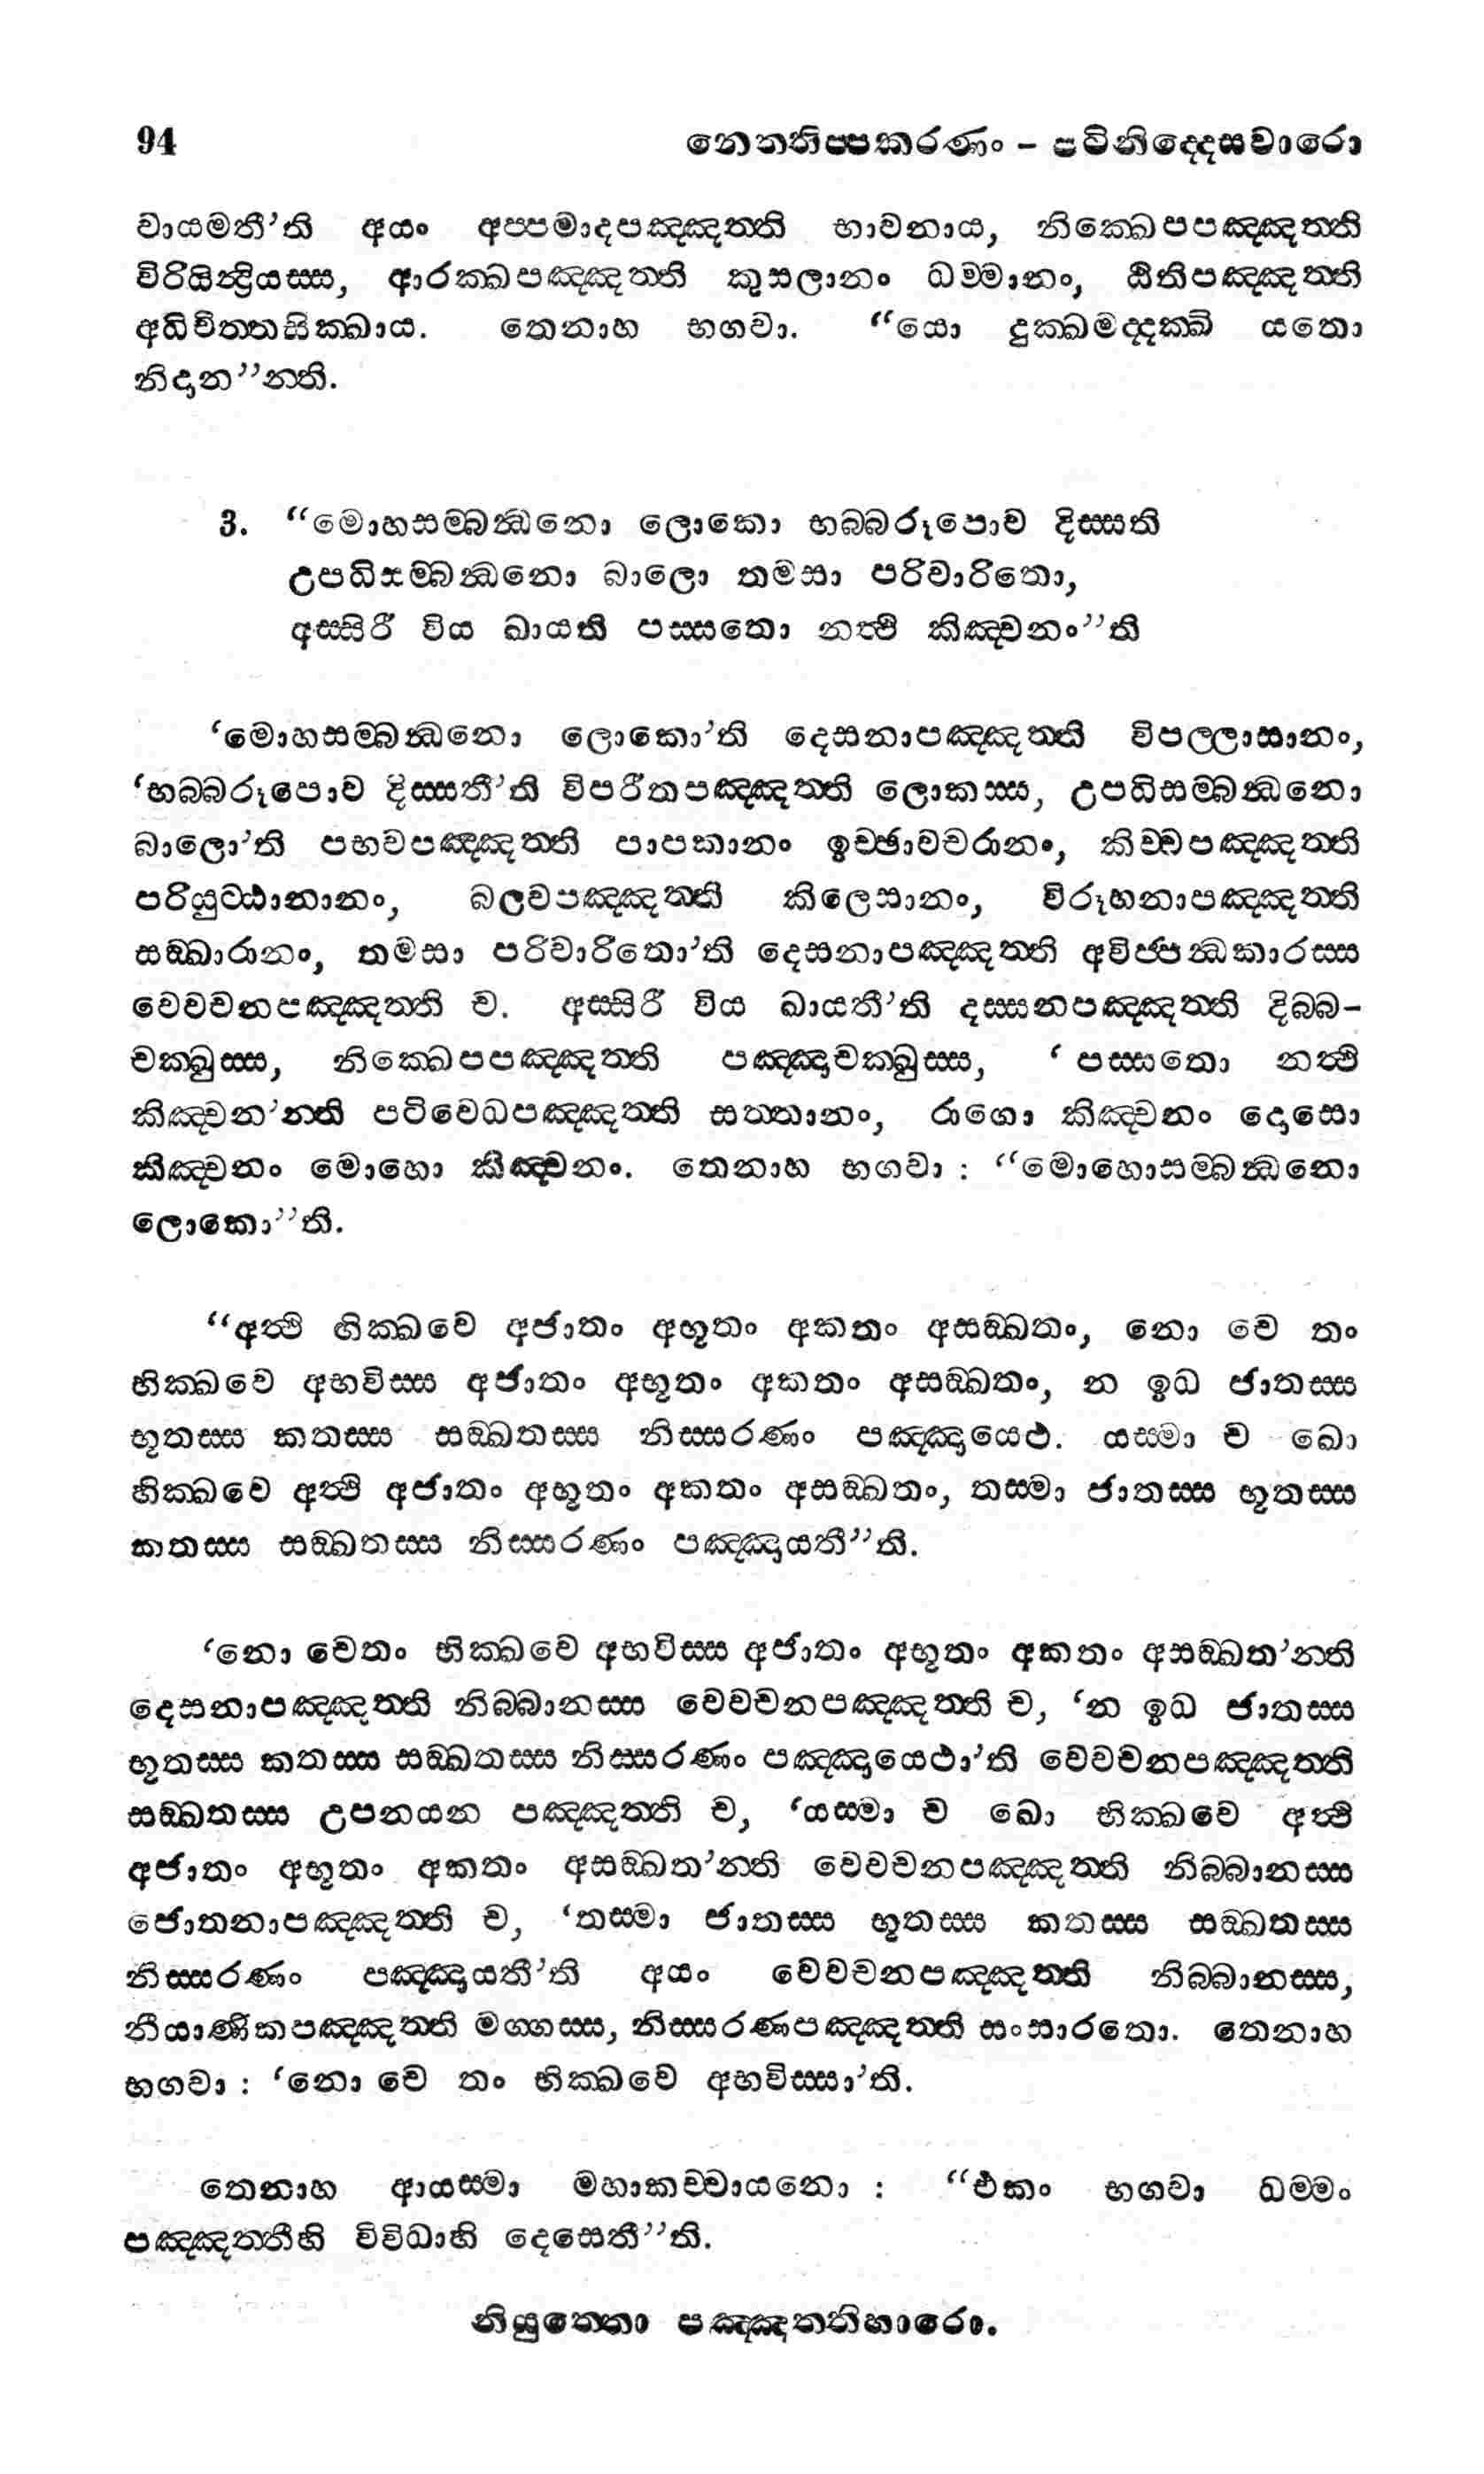 94 නෙත‍්තිප‍්පකරණං – පටිනිද‍්දෙසවාරො
වායමතී’ති අයං අප‍්පමාදපඤ‍්ඤත‍්ති භාවනාය, නික‍්ඛෙපපඤ‍්ඤත‍්ති
විරියින්‍ද්‍රියස‍්ස, ආරක‍්ඛපඤ‍්ඤත‍්ති කුසලානං ධම‍්මානං, ඨිතිපඤ‍්ඤත‍්ති
අධිචිත‍්තසික‍්ඛාය. තෙනාහ භගවා. “යො දුක‍්ඛමද‍්දක‍්ඛි යතො
නිදාන”න‍්ති.
3. “මොහසම‍්බන්‍ධනො ලොකො භබ‍්බරූපොව දිස‍්සති
උපධිසම‍්බන්‍ධනො බාලො තමසා පරිවාරිතො,
අස‍්සිරී විය ඛායති පස‍්සතො නත්‍ථි කිඤ‍්චනං”ති
‘මොහසම‍්බන්‍ධනො ලොකො’ති දෙසනාපඤ‍්ඤත‍්ති විපල‍්ලාසානං,
‘භබ‍්බරූපොව දිස‍්සතී’ති විපරීතපඤ‍්ඤත‍්ති ලොකස‍්ස, උපධිසම‍්බන්‍ධනො
බාලො’ති පභවපඤ‍්ඤත‍්ති පාපකානං ඉච‍්ඡාවචරානං, කිච‍්චපඤ‍්ඤත‍්ති
පරියුට‍්ඨානානං, බලවපඤ‍්ඤත‍්ති කිලෙසානං, විරූහනාපඤ‍්ඤත‍්ති
සඞ‍්ඛාරානං, තමසා පරිවාරිතො’ති දෙසනාපඤ‍්ඤත‍්ති අවිජ‍්ජන්‍ධකාරස‍්ස
වෙවචනපඤ‍්ඤත‍්ති ච. අස‍්සිරී විය ඛායතී’ති දස‍්සනපඤ‍්ඤත‍්ති දිබ‍්බ-
චක‍්ඛුස‍්ස, නික‍්ඛෙපපඤ‍්ඤත‍්ති පඤ‍්ඤාචක‍්ඛුස‍්ස, ‘පස‍්සතො නත්‍ථි
කිඤ‍්චන’න‍්ති පටිවෙධපඤ‍්ඤත‍්ති සත‍්තානං, රාගො කිඤ‍්චනං දොසො
කිඤ‍්චනං මොහො කිඤ‍්චනං. තෙනාහ භගවා : “මොහොසම‍්බන්‍ධනො
ලොකො”ති.
“අත්‍ථි භික‍්ඛවෙ අජාතං අභූතං අකතං අසඞ‍්ඛතං, නො චෙ තං
භික‍්ඛවෙ අභවිස‍්ස අජාතං අභූතං අකතං අසඞ‍්ඛතං, න ඉධ ජාතස‍්ස
භූතස‍්ස කතස‍්ස සඞ‍්ඛතස‍්ස නිස‍්සරණං පඤ‍්ඤායෙථ. යස‍්මා ච ඛො
භික‍්ඛවෙ අත්‍ථි අජාතං අභූතං අකතං අසඞ‍්ඛතං, තස‍්මා ජාතස‍්ස භූතස‍්ස
කතස‍්ස සඞ‍්ඛතස‍්ස නිස‍්සරණං පඤ‍්ඤායතී”ති.
‘නො චෙතං භික‍්ඛවෙ අභවිස‍්ස අජාතං අභූතං අකතං අසඞ‍්ඛත’න‍්ති
දෙසනාපඤ‍්ඤත‍්ති නිබ‍්බානස‍්ස වෙවචනපඤ‍්ඤත‍්ති ච, ‘න ඉධ ජාතස‍්ස
භූතස‍්ස කතස‍්ස සඞ‍්ඛතස‍්ස නිස‍්සරණං පඤ‍්ඤායෙථා’ති වෙවචනපඤ‍්ඤත‍්ති
සඞ‍්ඛතස‍්ස උපනයන පඤ‍්ඤත‍්ති ච, ‘යස‍්මා ච ඛො භික‍්ඛවෙ අත්‍ථි
අජාතං අභූතං අකතං අසඞ‍්ඛත’න‍්ති වෙවචනපඤ‍්ඤත‍්ති නිබ‍්බානස‍්ස
ජොතනාපඤ‍්ඤත‍්ති ච, ‘තස‍්මා ජාතස‍්ස භූතස‍්ස කතස‍්ස සඞ‍්ඛතස‍්ස
නිස‍්සරණං පඤ‍්ඤායතී’ති අයං වෙවචනපඤ‍්ඤත‍්ති නිබ‍්බානස‍්ස,
නීයාණිකපඤ‍්ඤත‍්ති මග‍්ගස‍්ස, නිස‍්සරණපඤ‍්ඤත‍්ති සංසාරතො. තෙනාහ
භගවා : ‘නො චෙ තං භික‍්ඛවෙ අභවිස‍්සා’ති.
තෙනාහ ආයස‍්මා මහාකච‍්චායනො : “එකං භගවා ධම‍්මං
පඤ‍්ඤත‍්තීහි විවිධාහි දෙසෙතී”ති.
නියුත‍්තො පඤ‍්ඤත‍්තිහාරො.